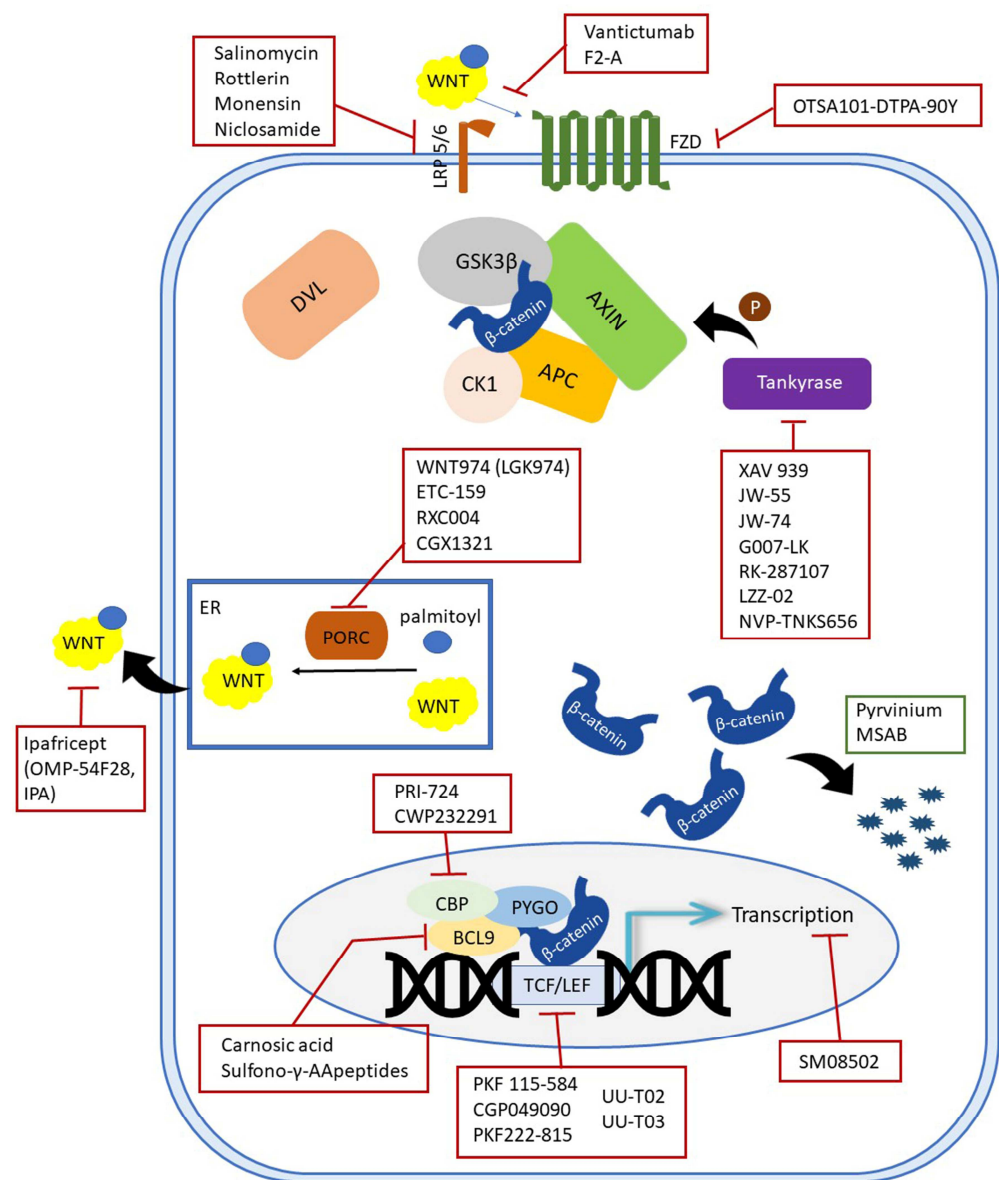 Salinomycin
Rottlerin
Monensin
Niclosamide
WNT
Vantictumab
F2-A
OTSA101-DTPA-90Y
LRP 5/6
FZD
DVL
GSK3β
β-catenin
AXIN
CK1
APC
P
Tankyrase
WNT974 (LGK974)
ETC-159
RXC004
CGX1321
XAV 939
JW-55
JW-74
G007-LK
RK-287107
LZZ-02
NVP-TNKS656
ER
PORC
palmitoyl
WNT
WNT
WNT
Ipafricept
(OMP-54F28,
IPA)
β-catenin
β-catenin
β-catenin
Pyrvinium
MSAB
PRI-724
CWP232291
CBP
PYGO
BCL9
β-catenin
Transcription
TCF/LEF
Carnosic acid
Sulfono-γ-AApeptides
PKF 115-584
CGP049090
PKF222-815
UU-T02
UU-T03
SM08502